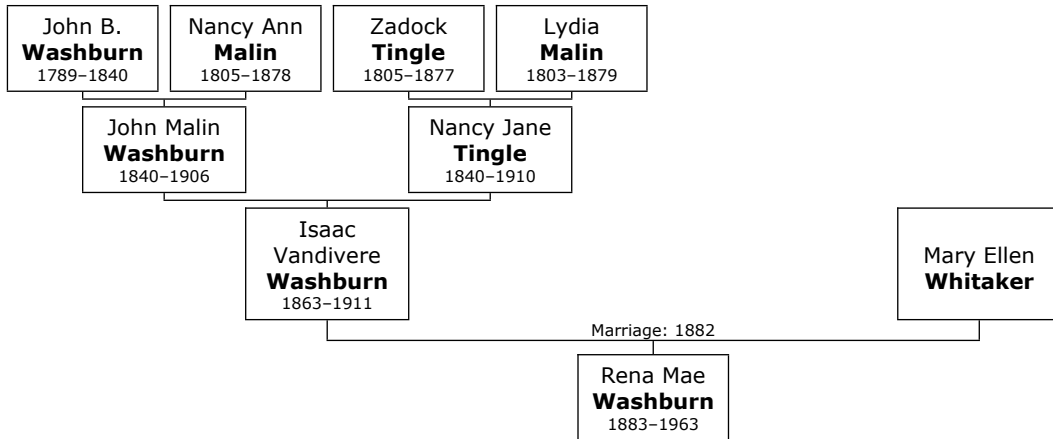 John B.
Washburn
1789–1840
Nancy Ann
Malin
1805–1878
Zadock
Tingle
1805–1877
Lydia
Malin
1803–1879
John Malin
Washburn
1840–1906
Nancy Jane
Tingle
1840–1910
Isaac
Vandivere
Washburn
1863–1911
Mary Ellen
Whitaker
Marriage: 1882
Rena Mae
Washburn
1883–1963